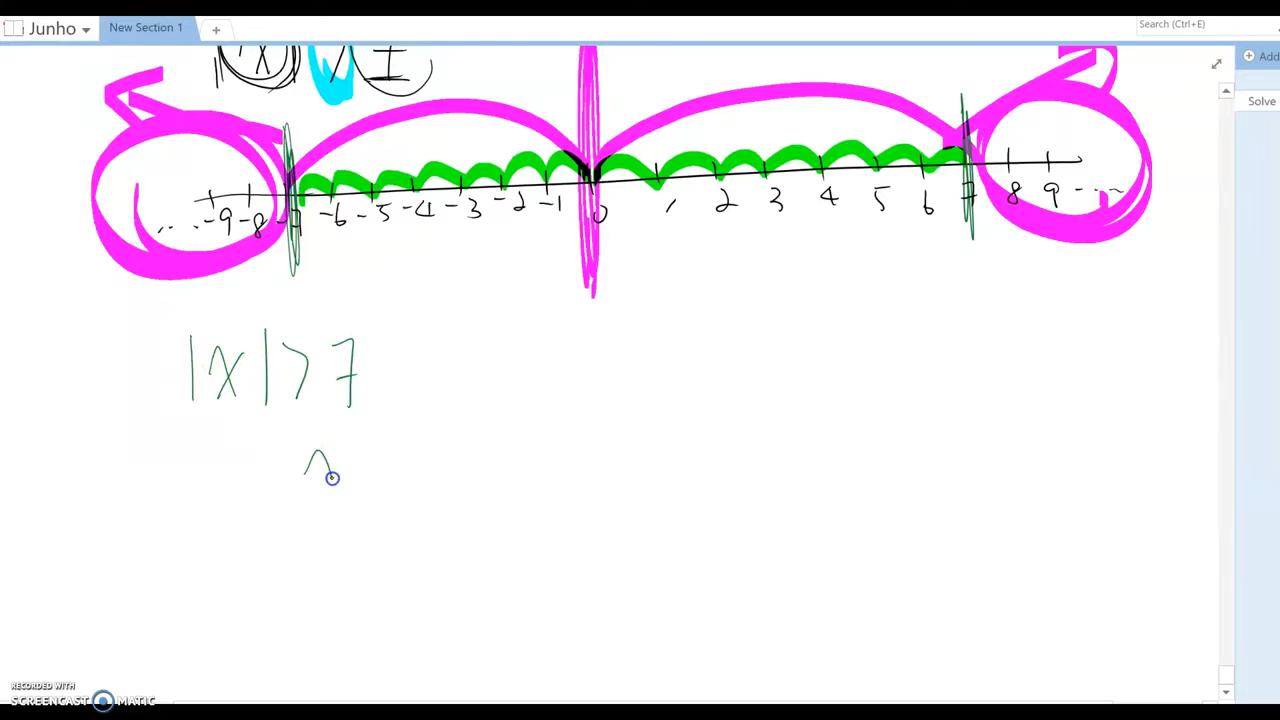 Junho
New Section 1
Search (Ctrl+E)
Add
Solve
.... -9 -8 -7 -6 -5 -4 -3 -2 -1 0 1 2 3 4 5 6 7 8 9 .....
|x| > 7
RECORDED WITH
SCREENCAST MATIC